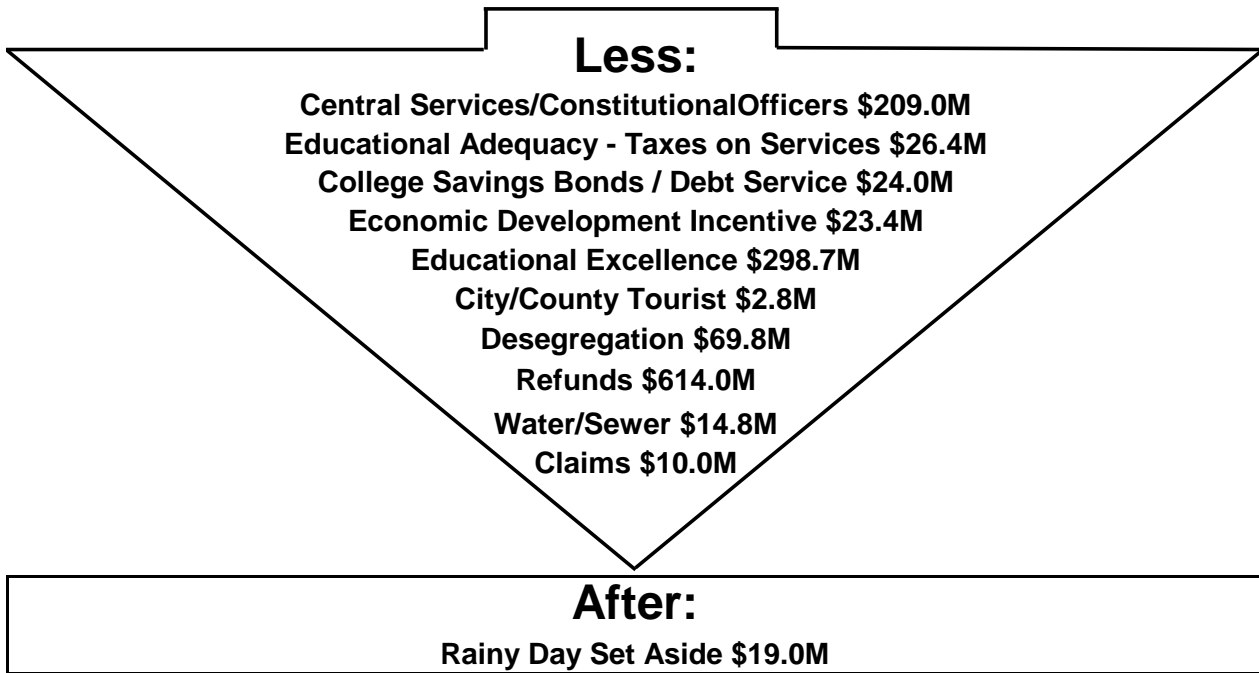 Less:
Central Services/ConstitutionalOfficers $209.0M
Educational Adequacy - Taxes on Services $26.4M
College Savings Bonds / Debt Service $24.0M
Economic Development Incentive $23.4M
Educational Excellence $298.7M
City/County Tourist $2.8M
Desegregation $69.8M
Refunds $614.0M
Water/Sewer $14.8M
Claims $10.0M
After:
Rainy Day Set Aside $19.0M